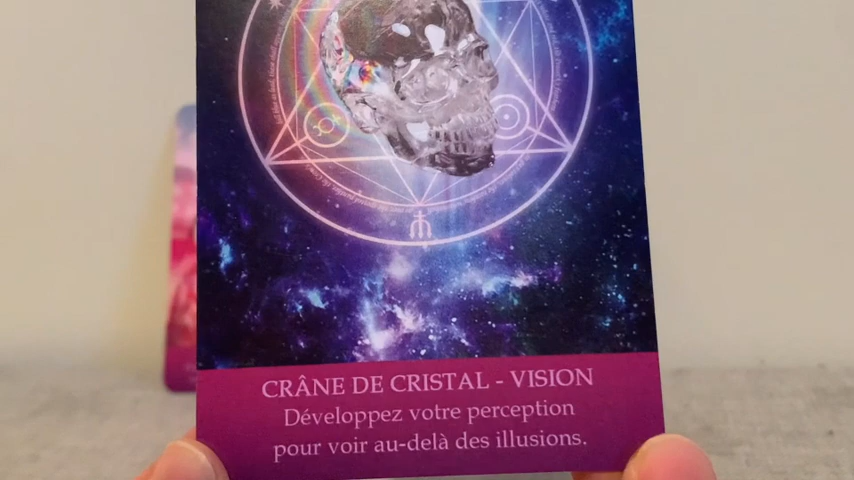 CRÂNE DE CRISTAL - VISION
Développez votre perception
pour voir au-delà des illusions.